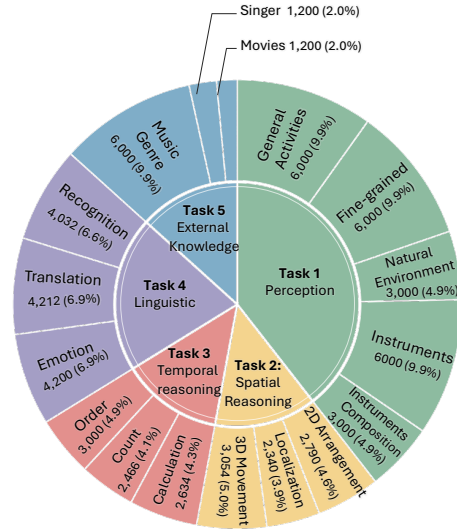 Singer 1,200 (2.0%)
Movies 1,200 (2.0%)
General
Activities
6,000 (9.9%)
Fine-grained
6,000 (9.9%)
Natural
Environment
3,000 (4.9%)
Instruments
6000 (9.9%)
Instruments
Composition
3,000 (4.9%)
2D Arrangement
2,790 (4.6%)
Localization
2,340 (3.9%)
3D Movement
3,054 (5.0%)
Calculation
2,634 (4.3%)
Count
2,466 (4.1%)
Order
3,000 (4.9%)
Emotion
4,200 (6.9%)
Translation
4,212 (6.9%)
Recognition
4,032 (6.6%)
Music
Genre
6,000 (9.9%)
Task 1
Perception
Task 2:
Spatial
Reasoning
Task 3
Temporal
reasoning
Task 4
Linguistic
Task 5
External
Knowledge